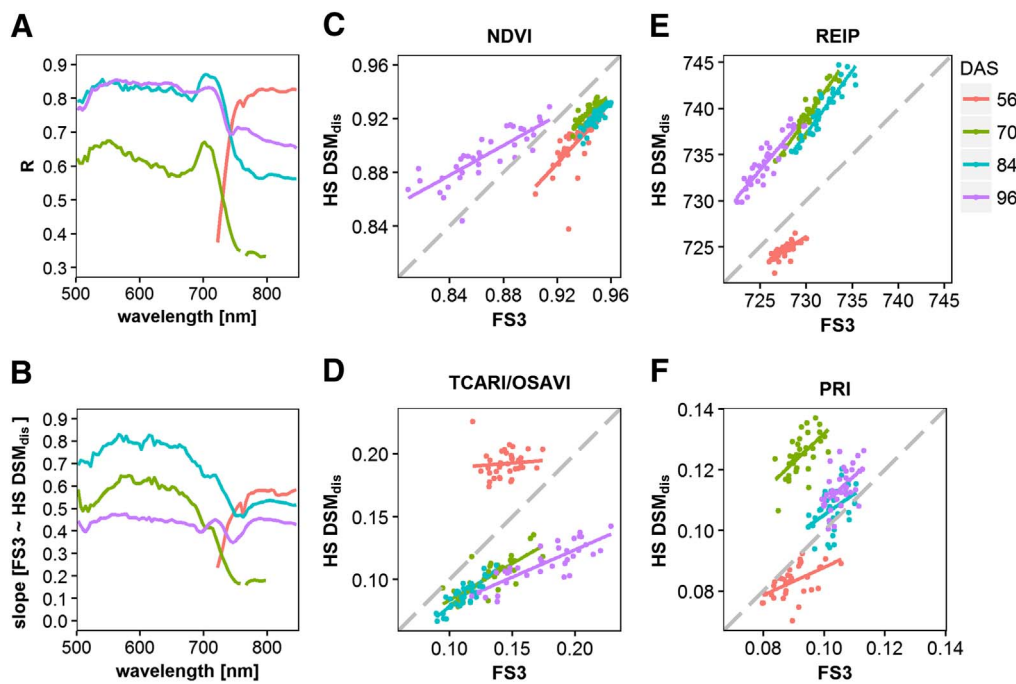 A
0.9
0.8
0.7
0.6
0.5
0.4
0.3
R
500 600 700 800
wavelength [nm]
B
0.9
0.8
0.7
0.6
0.5
0.4
0.3
0.2
0.1
0.0
slope [FS3 ~ HS DSMdis]
500 600 700 800
wavelength [nm]
C
NDVI
0.96
0.92
0.88
0.84
HS DSMdis
0.84 0.88 0.92 0.96
FS3
D
TCARI/OSAVI
0.20
0.15
0.10
HS DSMdis
0.10 0.15 0.20
FS3
E
REIP
745
740
735
730
725
HS DSMdis
725 730 735 740 745
FS3
DAS
56
70
84
96
F
PRI
0.14
0.12
0.10
0.08
HS DSMdis
0.08 0.10 0.12 0.14
FS3